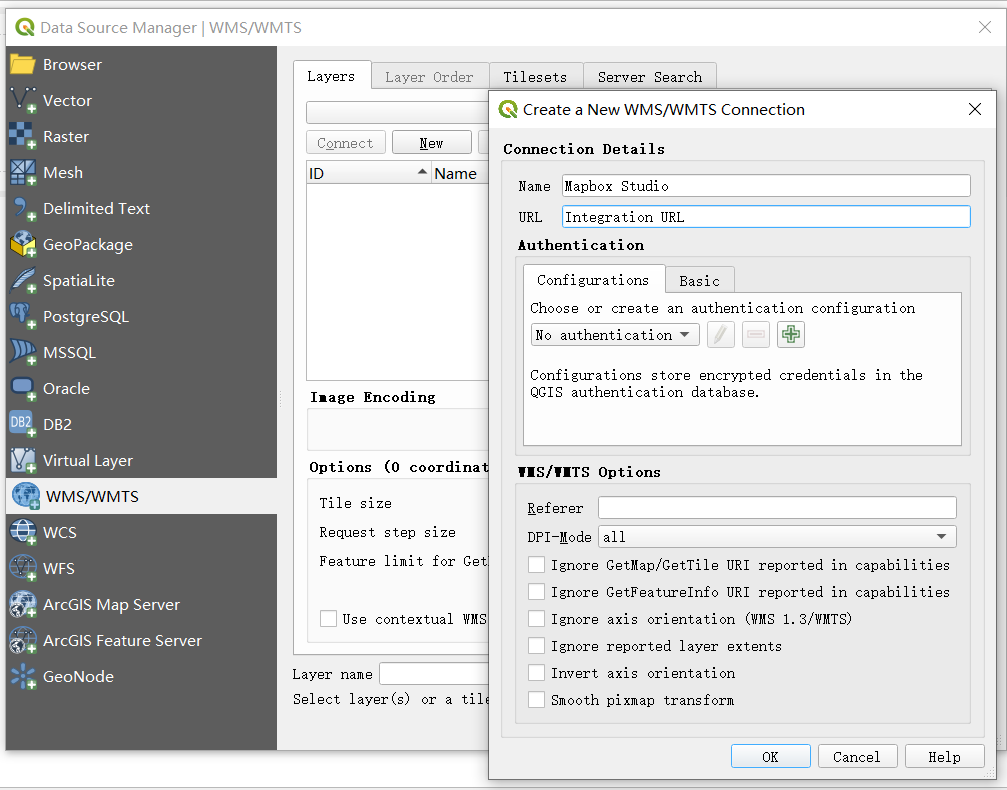 Data Source Manager | WMS/WMTS
Browser
Vector
Raster
Mesh
Delimited Text
GeoPackage
SpatiaLite
PostgreSQL
MSSQL
Oracle
DB2
DB2
Virtual Layer
WMS/WMTS
WCS
WFS
ArcGIS Map Server
ArcGIS Feature Server
GeoNode
Layers
Layer Order
Tilesets
Server Search
Connect
New
ID
Name
Image Encoding
Options (0 coordinat
Tile size
Request step size
Feature limit for Get
Use contextual WMS
Layer name
Select layer(s) or a tile
Create a New WMS/WMTS Connection
Connection Details
Name Mapbox Studio
URL Integration URL
Authentication
Configurations
Basic
Choose or create an authentication configuration
No authentication
Configurations store encrypted credentials in the
QGIS authentication database.
WMS/WMTS Options
Referer
DPI-Mode all
Ignore GetMap/GetTile URI reported in capabilities
Ignore GetFeatureInfo URI reported in capabilities
Ignore axis orientation (WMS 1.3/WMTS)
Ignore reported layer extents
Invert axis orientation
Smooth pixmap transform
OK
Cancel
Help